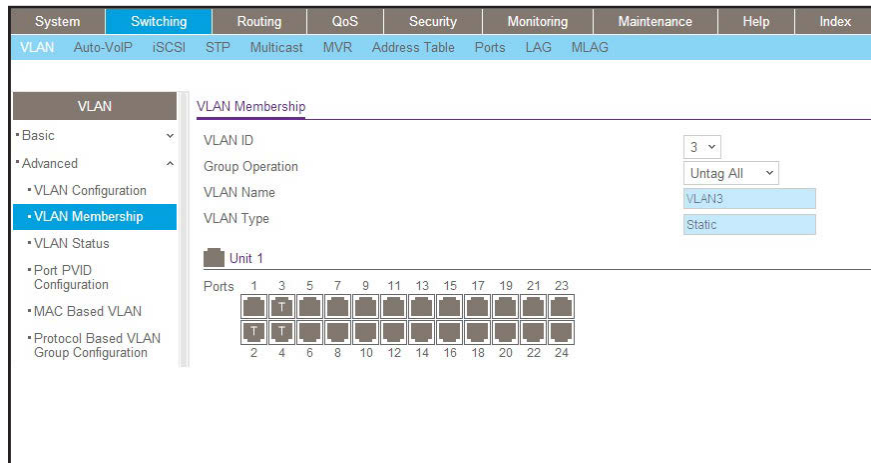 System Switching Routing QoS Security Monitoring Maintenance Help Index
VLAN Auto-VoIP iSCSI STP Multicast MVR Address Table Ports LAG MLAG
VLAN
Basic
Advanced
VLAN Configuration
VLAN Membership
VLAN Status
Port PVID
Configuration
MAC Based VLAN
Protocol Based VLAN
Group Configuration
VLAN Membership
VLAN ID 3
Group Operation Untag All
VLAN Name VLAN3
VLAN Type Static
Unit 1
Ports 1 3 5 7 9 11 13 15 17 19 21 23
T
T T
2 4 6 8 10 12 14 16 18 20 22 24